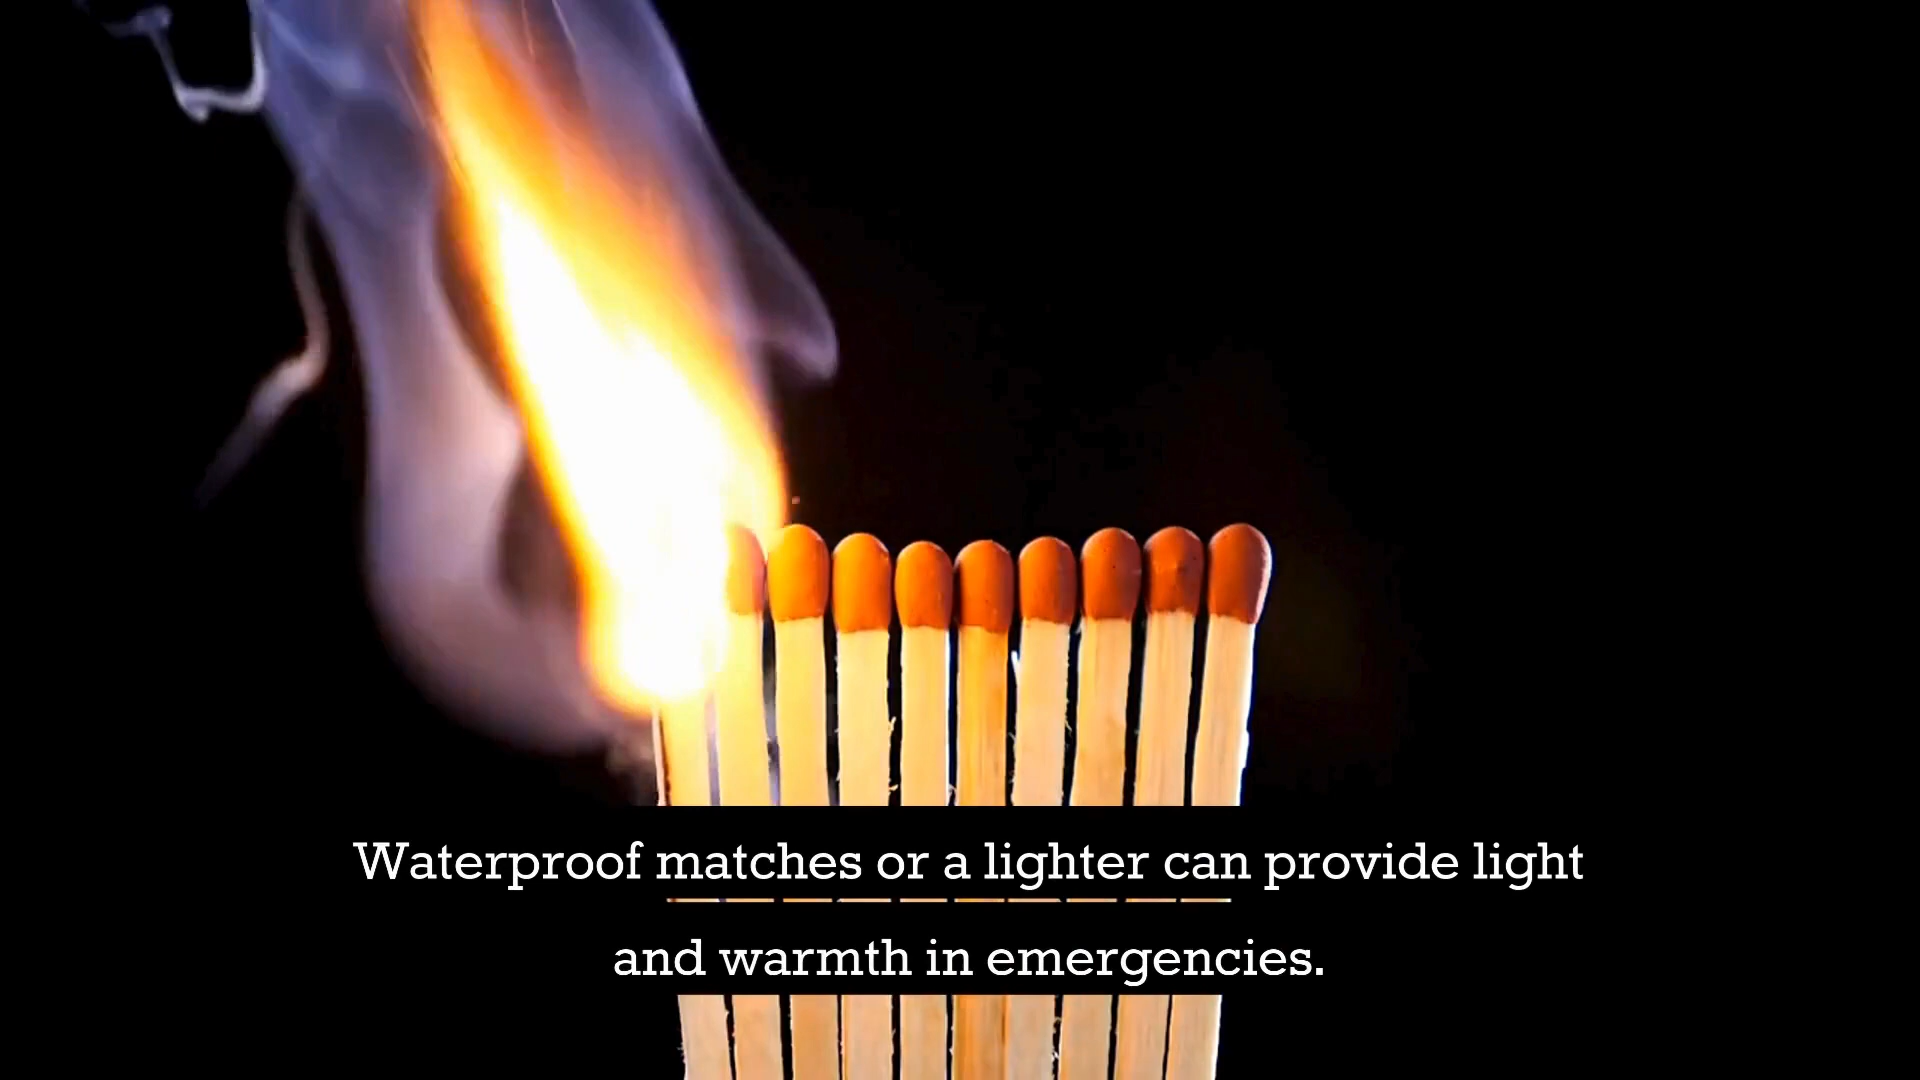 Waterproof matches or a lighter can provide light
and warmth in emergencies.